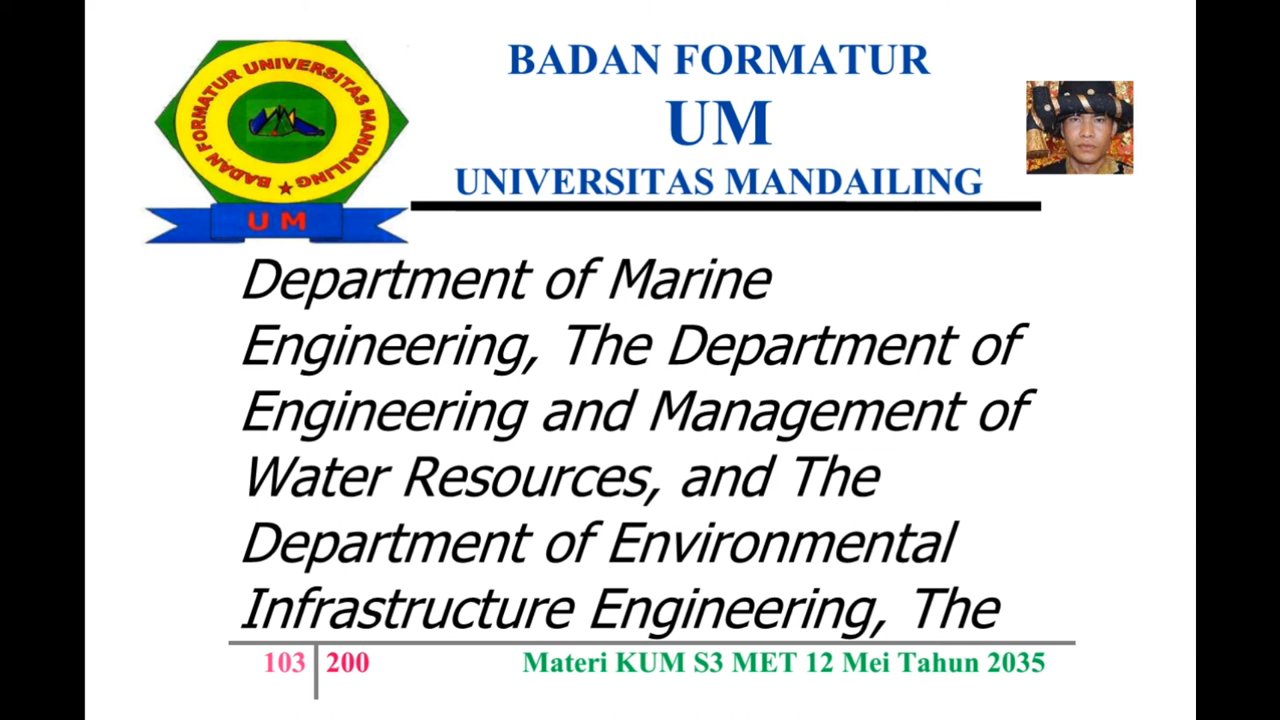 BADAN FORMATUR UNIVERSITAS MANDAILING
U M
BADAN FORMATUR
UM
UNIVERSITAS MANDAILING
Department of Marine
Engineering, The Department of
Engineering and Management of
Water Resources, and The
Department of Environmental
Infrastructure Engineering, The
103 200
Materi KUM S3 MET 12 Mei Tahun 2035